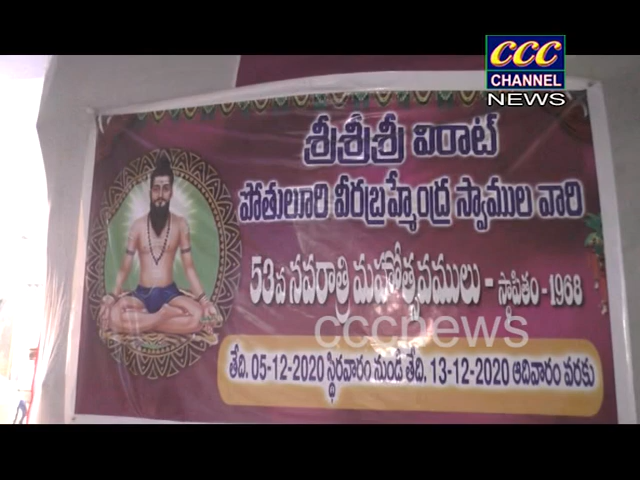 CCC
CHANNEL
NEWS
శ్రీశ్రీశ్రీ విరాట్
పోతులూరి వీరబ్రహ్మేంద్ర స్వాముల వారి
53వ నవరాత్రి మహోత్సవములు - స్థాపితం - 1968
cccnews
తేది. 05-12-2020 స్థిరవారం నుండి తేది. 13-12-2020 ఆదివారం వరకు